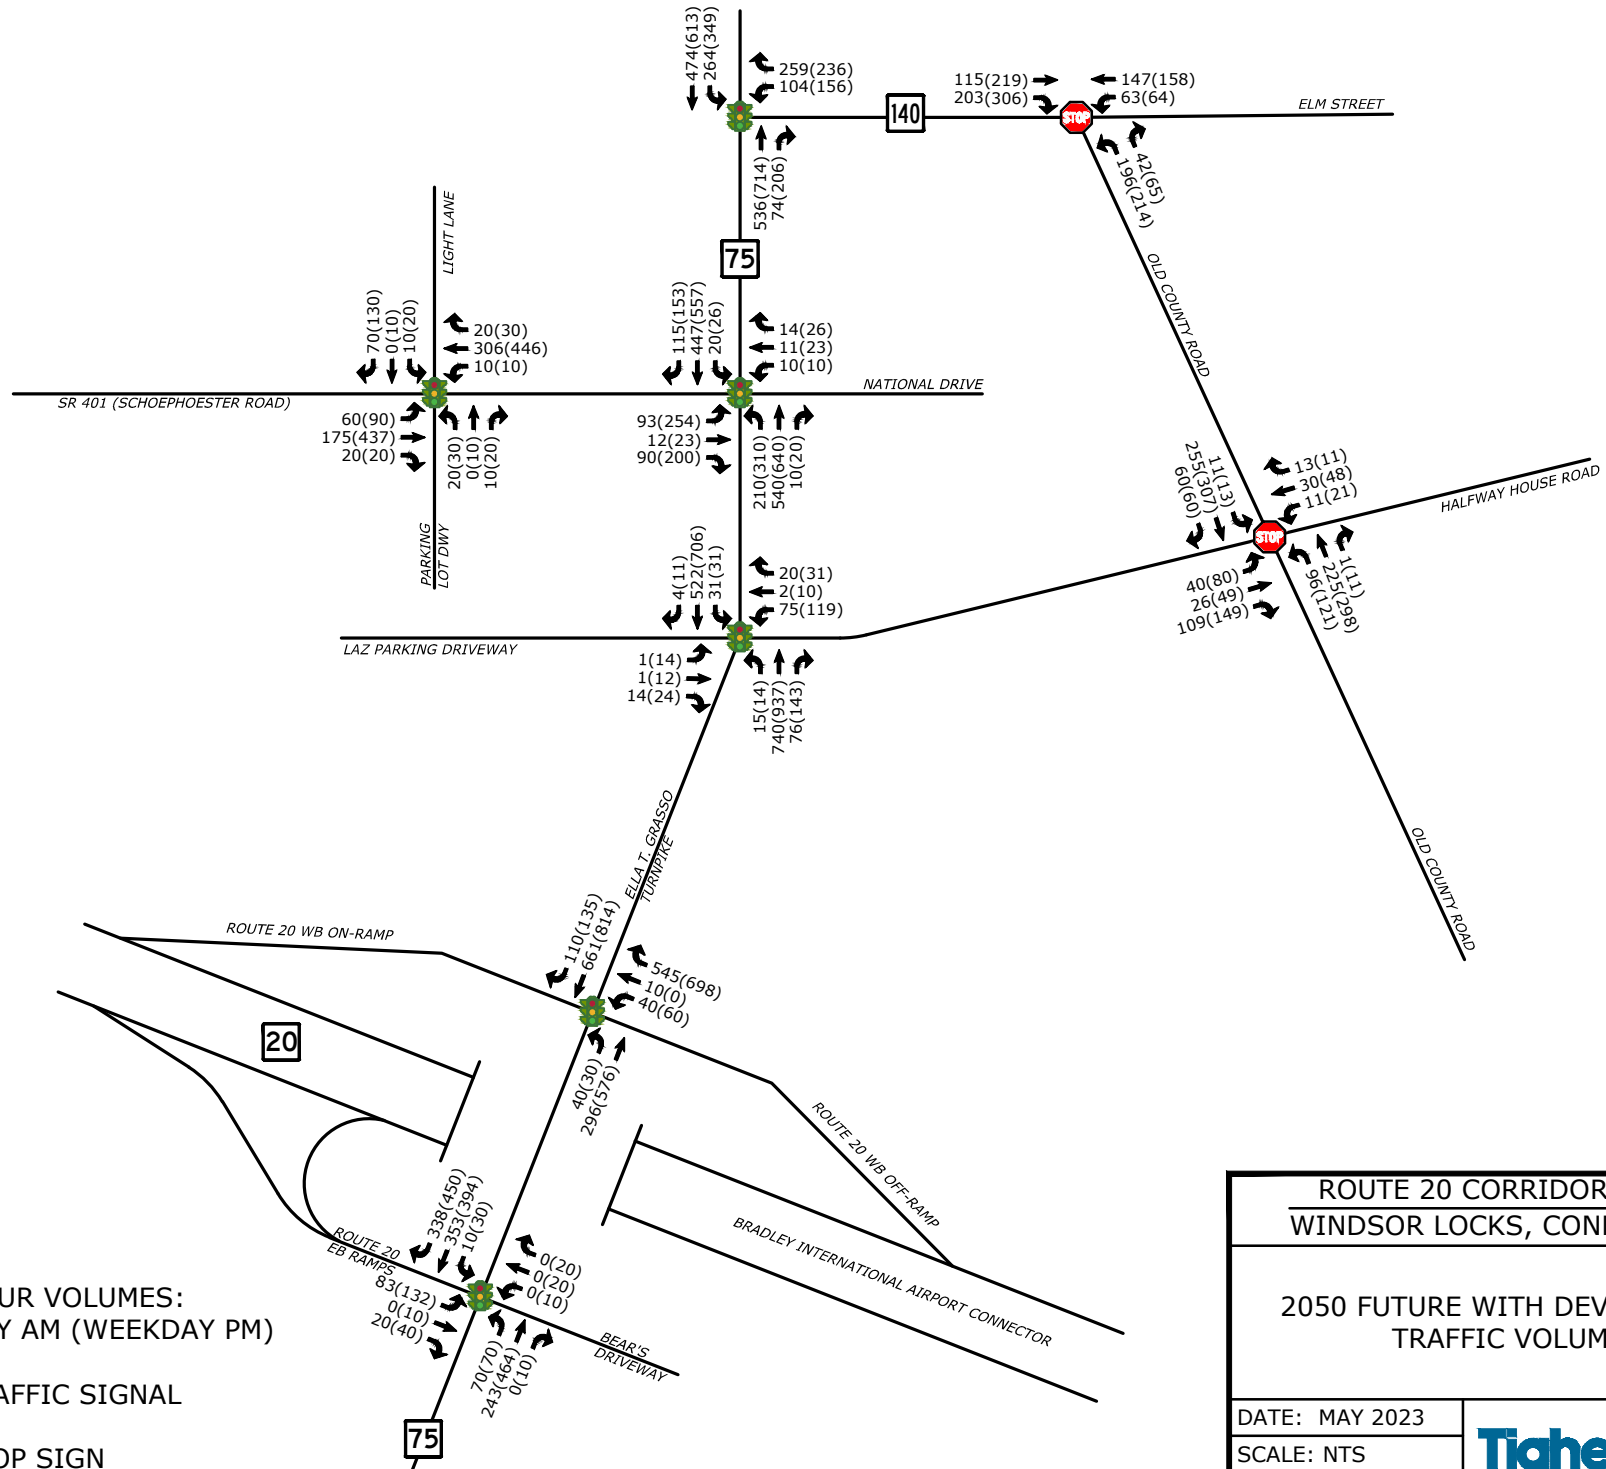 474(613)
264(349)
259(236)
104(156)
140
115(219)
203(306)
STOP
147(158)
63(64)
ELM STREET
536(714)
74(206)
42(65)
196(214)
75
LIGHT LANE
OLD COUNTY ROAD
70(130)
0(10)
10(20)
20(30)
306(446)
10(10)
115(153)
447(557)
20(26)
14(26)
11(23)
10(10)
NATIONAL DRIVE
SR 401 (SCHOEPHOESTER ROAD)
60(90)
175(437)
20(20)
20(30)
0(10)
10(20)
93(254)
12(23)
90(200)
210(310)
540(640)
10(20)
PARKING
LOT DWY
60(60)
255(307)
11(13)
13(11)
30(48)
11(21)
HALFWAY HOUSE ROAD
STOP
40(80)
26(49)
109(149)
96(121)
225(298)
1(11)
4(11)
522(706)
31(31)
20(31)
2(10)
75(119)
LAZ PARKING DRIVEWAY
1(14)
1(12)
14(24)
15(14)
740(937)
76(143)
ELLA T. GRASSO
TURNPIKE
OLD COUNTY ROAD
ROUTE 20 WB ON-RAMP
110(135)
661(814)
545(698)
10(0)
40(60)
20
40(30)
296(576)
ROUTE 20 WB OFF-RAMP
BRADLEY INTERNATIONAL AIRPORT CONNECTOR
338(450)
353(394)
10(30)
ROUTE 20
EB RAMPS
0(20)
0(20)
0(10)
83(132)
0(10)
20(40)
70(70)
243(464)
0(10)
BEAR'S
DRIVEWAY
75
UR VOLUMES:
Y AM (WEEKDAY PM)
AFFIC SIGNAL
OP SIGN
ROUTE 20 CORRIDOR
WINDSOR LOCKS, CON
2050 FUTURE WITH DEV
TRAFFIC VOLUM
DATE: MAY 2023
SCALE: NTS
Tighe